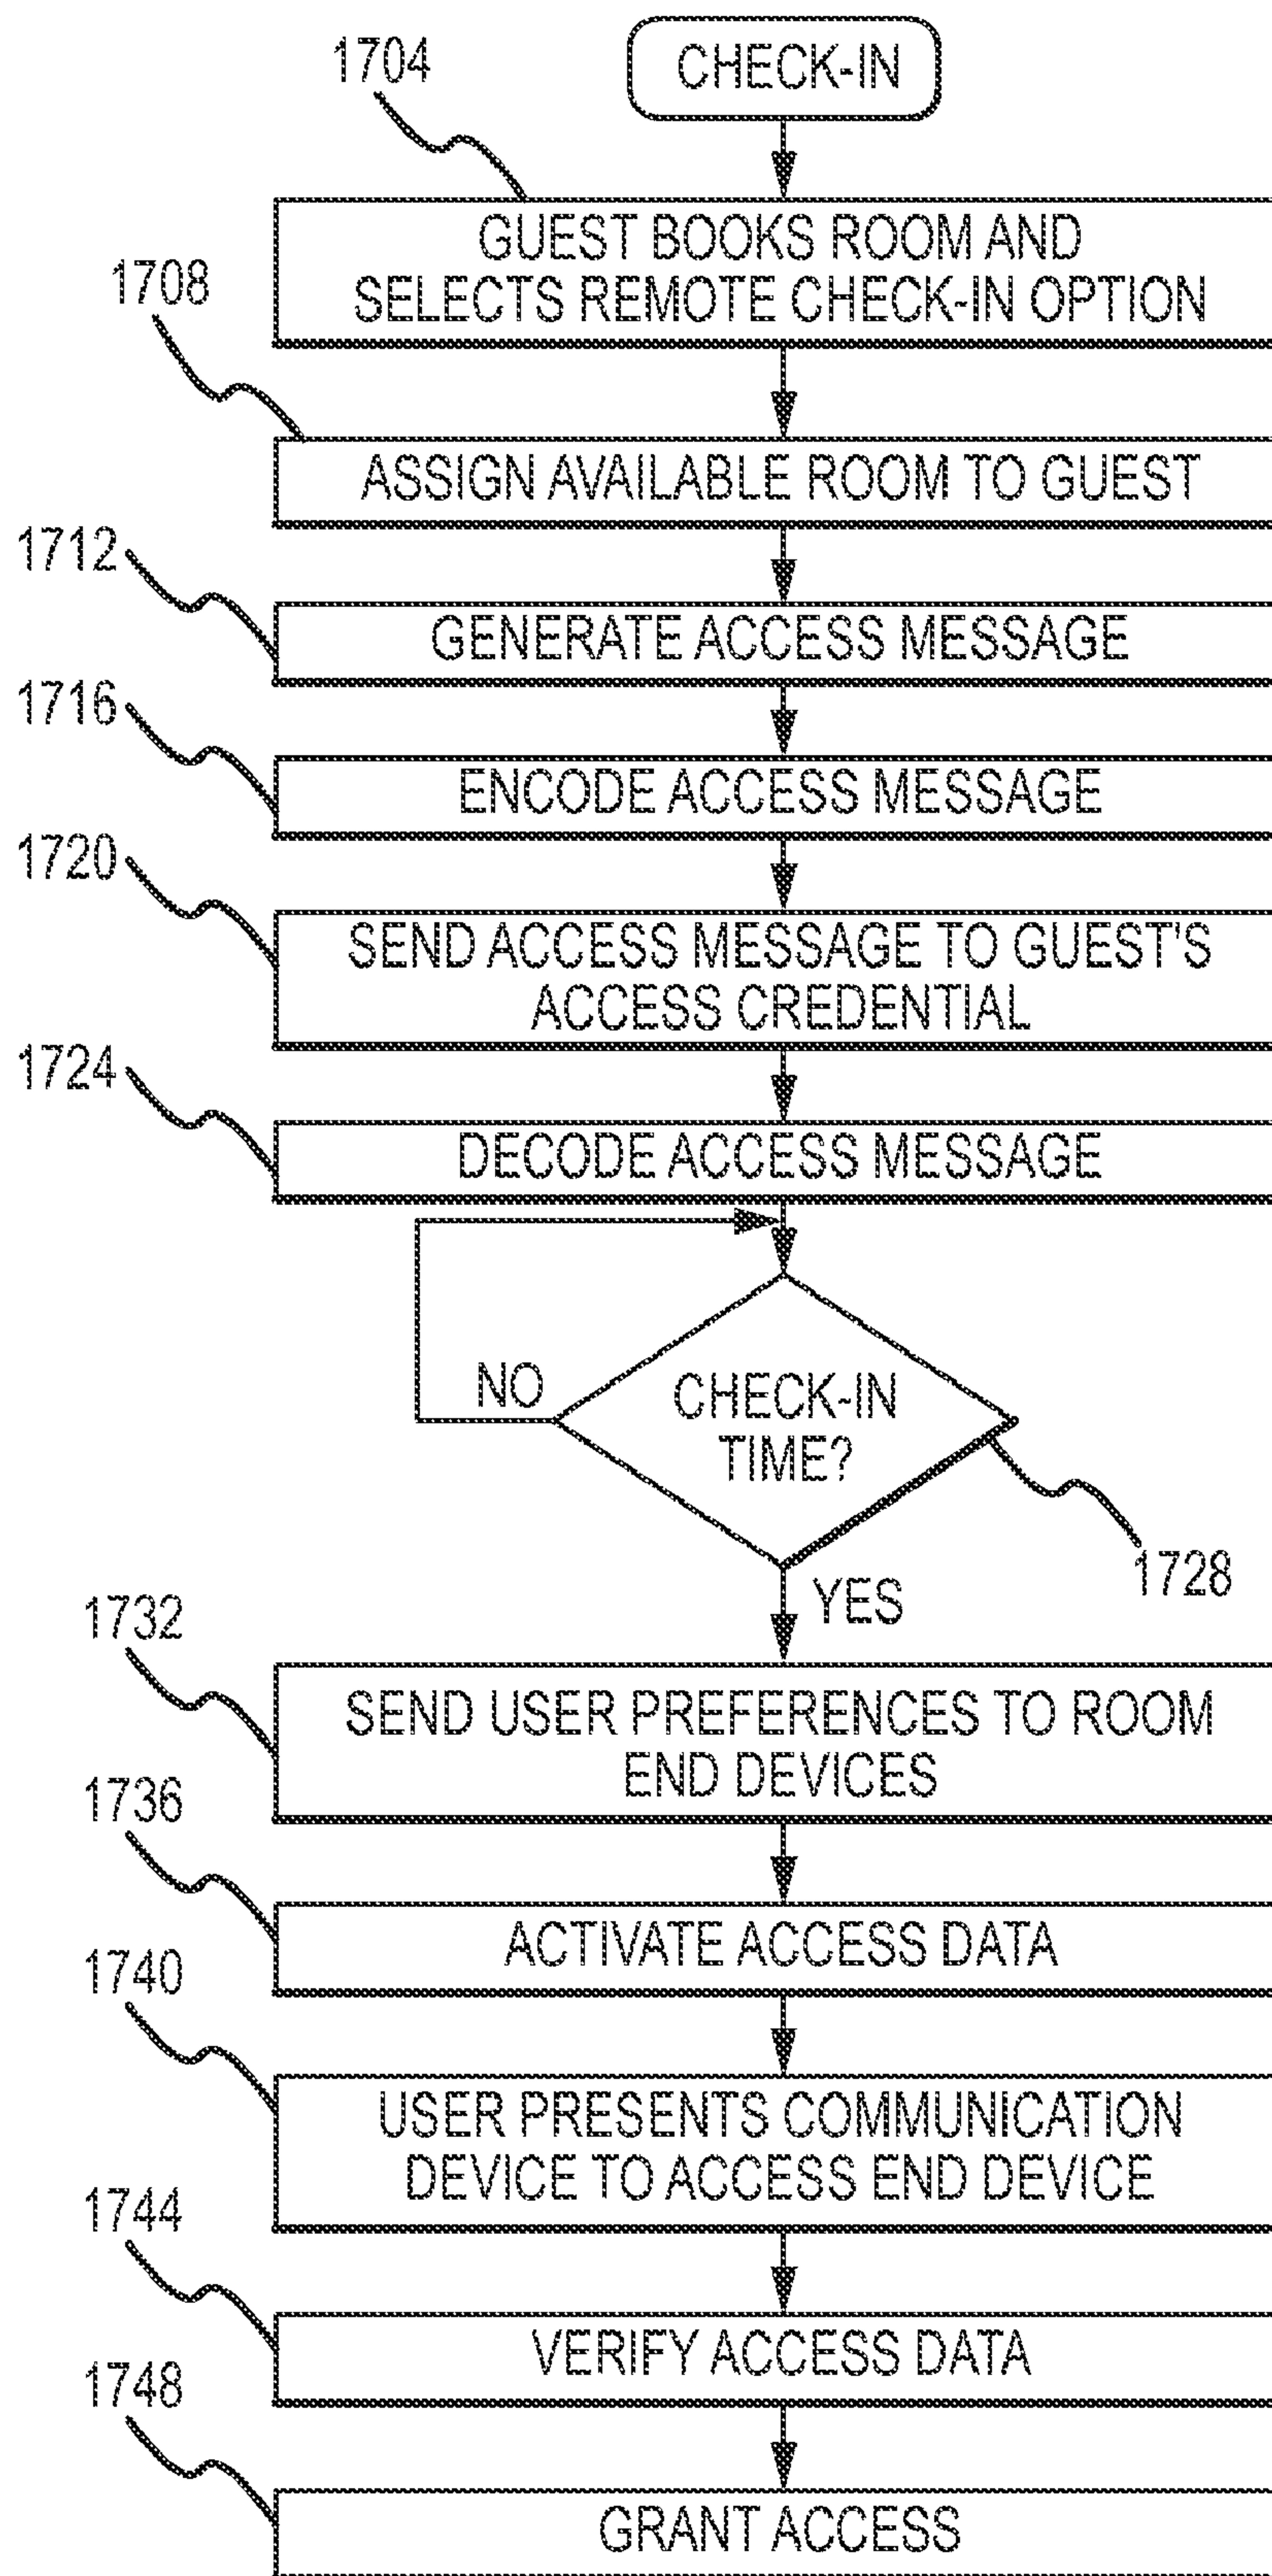 CHECK-IN
1704
GUEST BOOKS ROOM AND
SELECTS REMOTE CHECK-IN OPTION
1708
ASSIGN AVAILABLE ROOM TO GUEST
1712
GENERATE ACCESS MESSAGE
1716
ENCODE ACCESS MESSAGE
1720
SEND ACCESS MESSAGE TO GUEST'S
ACCESS CREDENTIAL
1724
DECODE ACCESS MESSAGE
NO
CHECK-IN
TIME?
1728
YES
1732
SEND USER PREFERENCES TO ROOM
END DEVICES
1736
ACTIVATE ACCESS DATA
1740
USER PRESENTS COMMUNICATION
DEVICE TO ACCESS END DEVICE
1744
VERIFY ACCESS DATA
1748
GRANT ACCESS